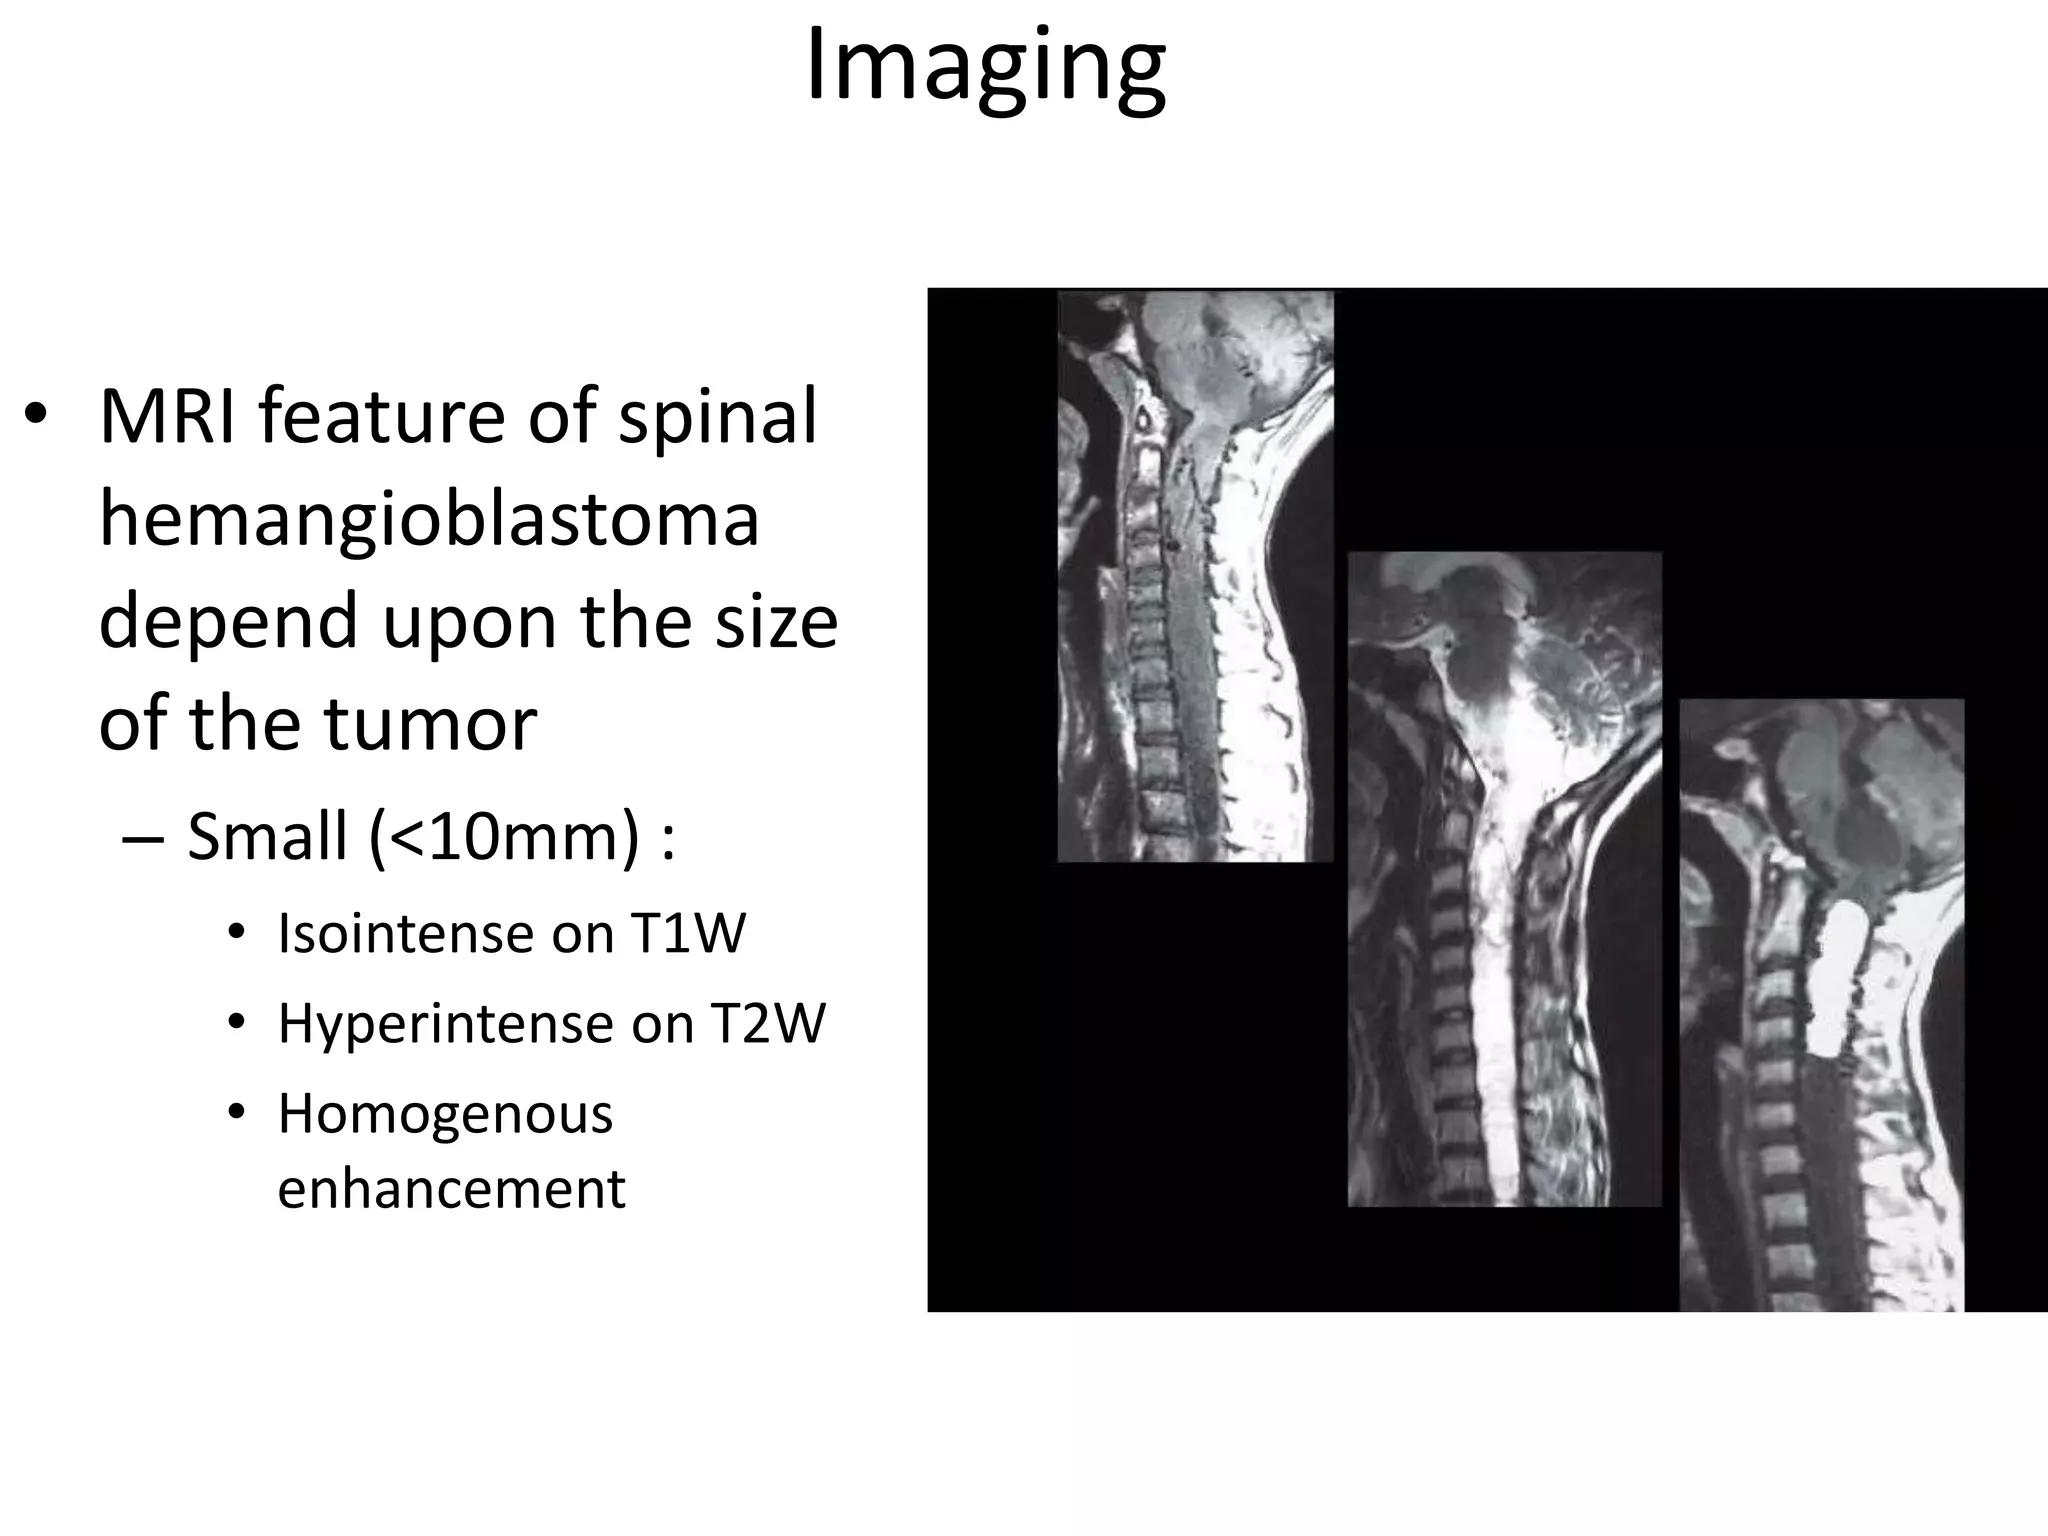 Imaging
• MRI feature of spinal
hemangioblastoma
depend upon the size
of the tumor
– Small (<10mm) :
• Isointense on T1W
• Hyperintense on T2W
• Homogenous
enhancement